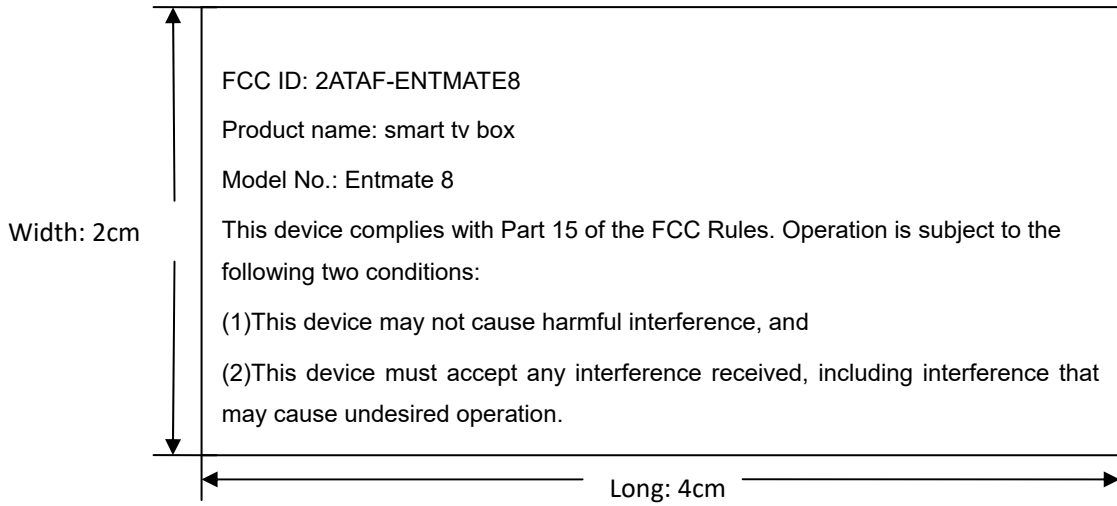 FCC ID: 2ATAF-ENTMATE8
Product name: smart tv box
Model No.: Entmate 8
Width: 2cm
This device complies with Part 15 of the FCC Rules. Operation is subject to the
following two conditions:
(1)This device may not cause harmful interference, and
(2)This device must accept any interference received, including interference that
may cause undesired operation.
Long: 4cm